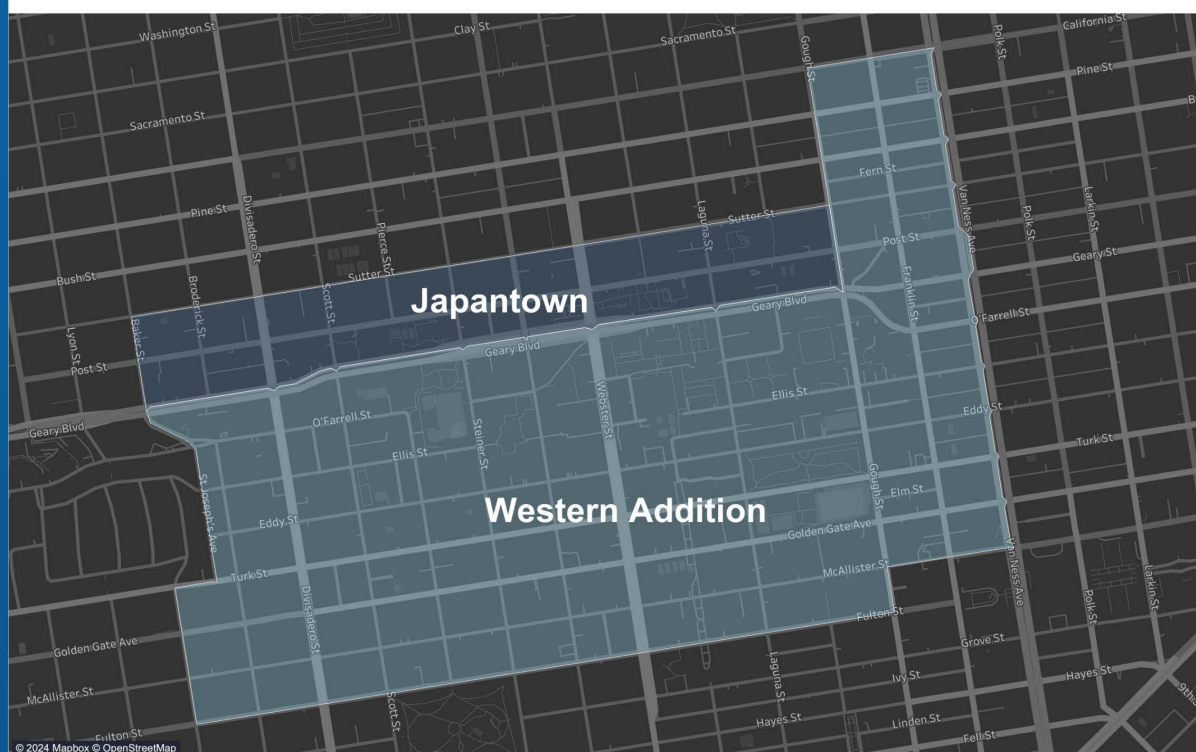 California St
Washington St
Clay St
Sacramento St
Gough St
Polk St
Pine St
Sacramento St
Fern St
Pine St
Divisadero St
Pierce St
Laguna St
Sutter St
Van Ness Ave
Larkin St
Polk St
Post St
Geary St
Bush St
Broderick St
Sutter St
Scott St
Japantown
Franklin St
Geary Blvd
O'Farrell St
Lyon St
Baker St
Post St
Geary Blvd
Webster St
Ellis St
Eddy St
Geary Blvd
O'Farrell St
Steiner St
Ellis St
Turk St
St Joseph's Ave
Gough St
Elm St
Western Addition
Eddy St
Golden Gate Ave
Van Ness Ave
McAllister St
Turk St
Larkin St
Divisadero St
Polk St
Fulton St
Golden Gate Ave
Grove St
Laguna St
Ivy St
Hayes St
McAllister St
Scott St
9th
Hayes St
Linden St
Fulton St
Fell St
© 2024 Mapbox © OpenStreetMap